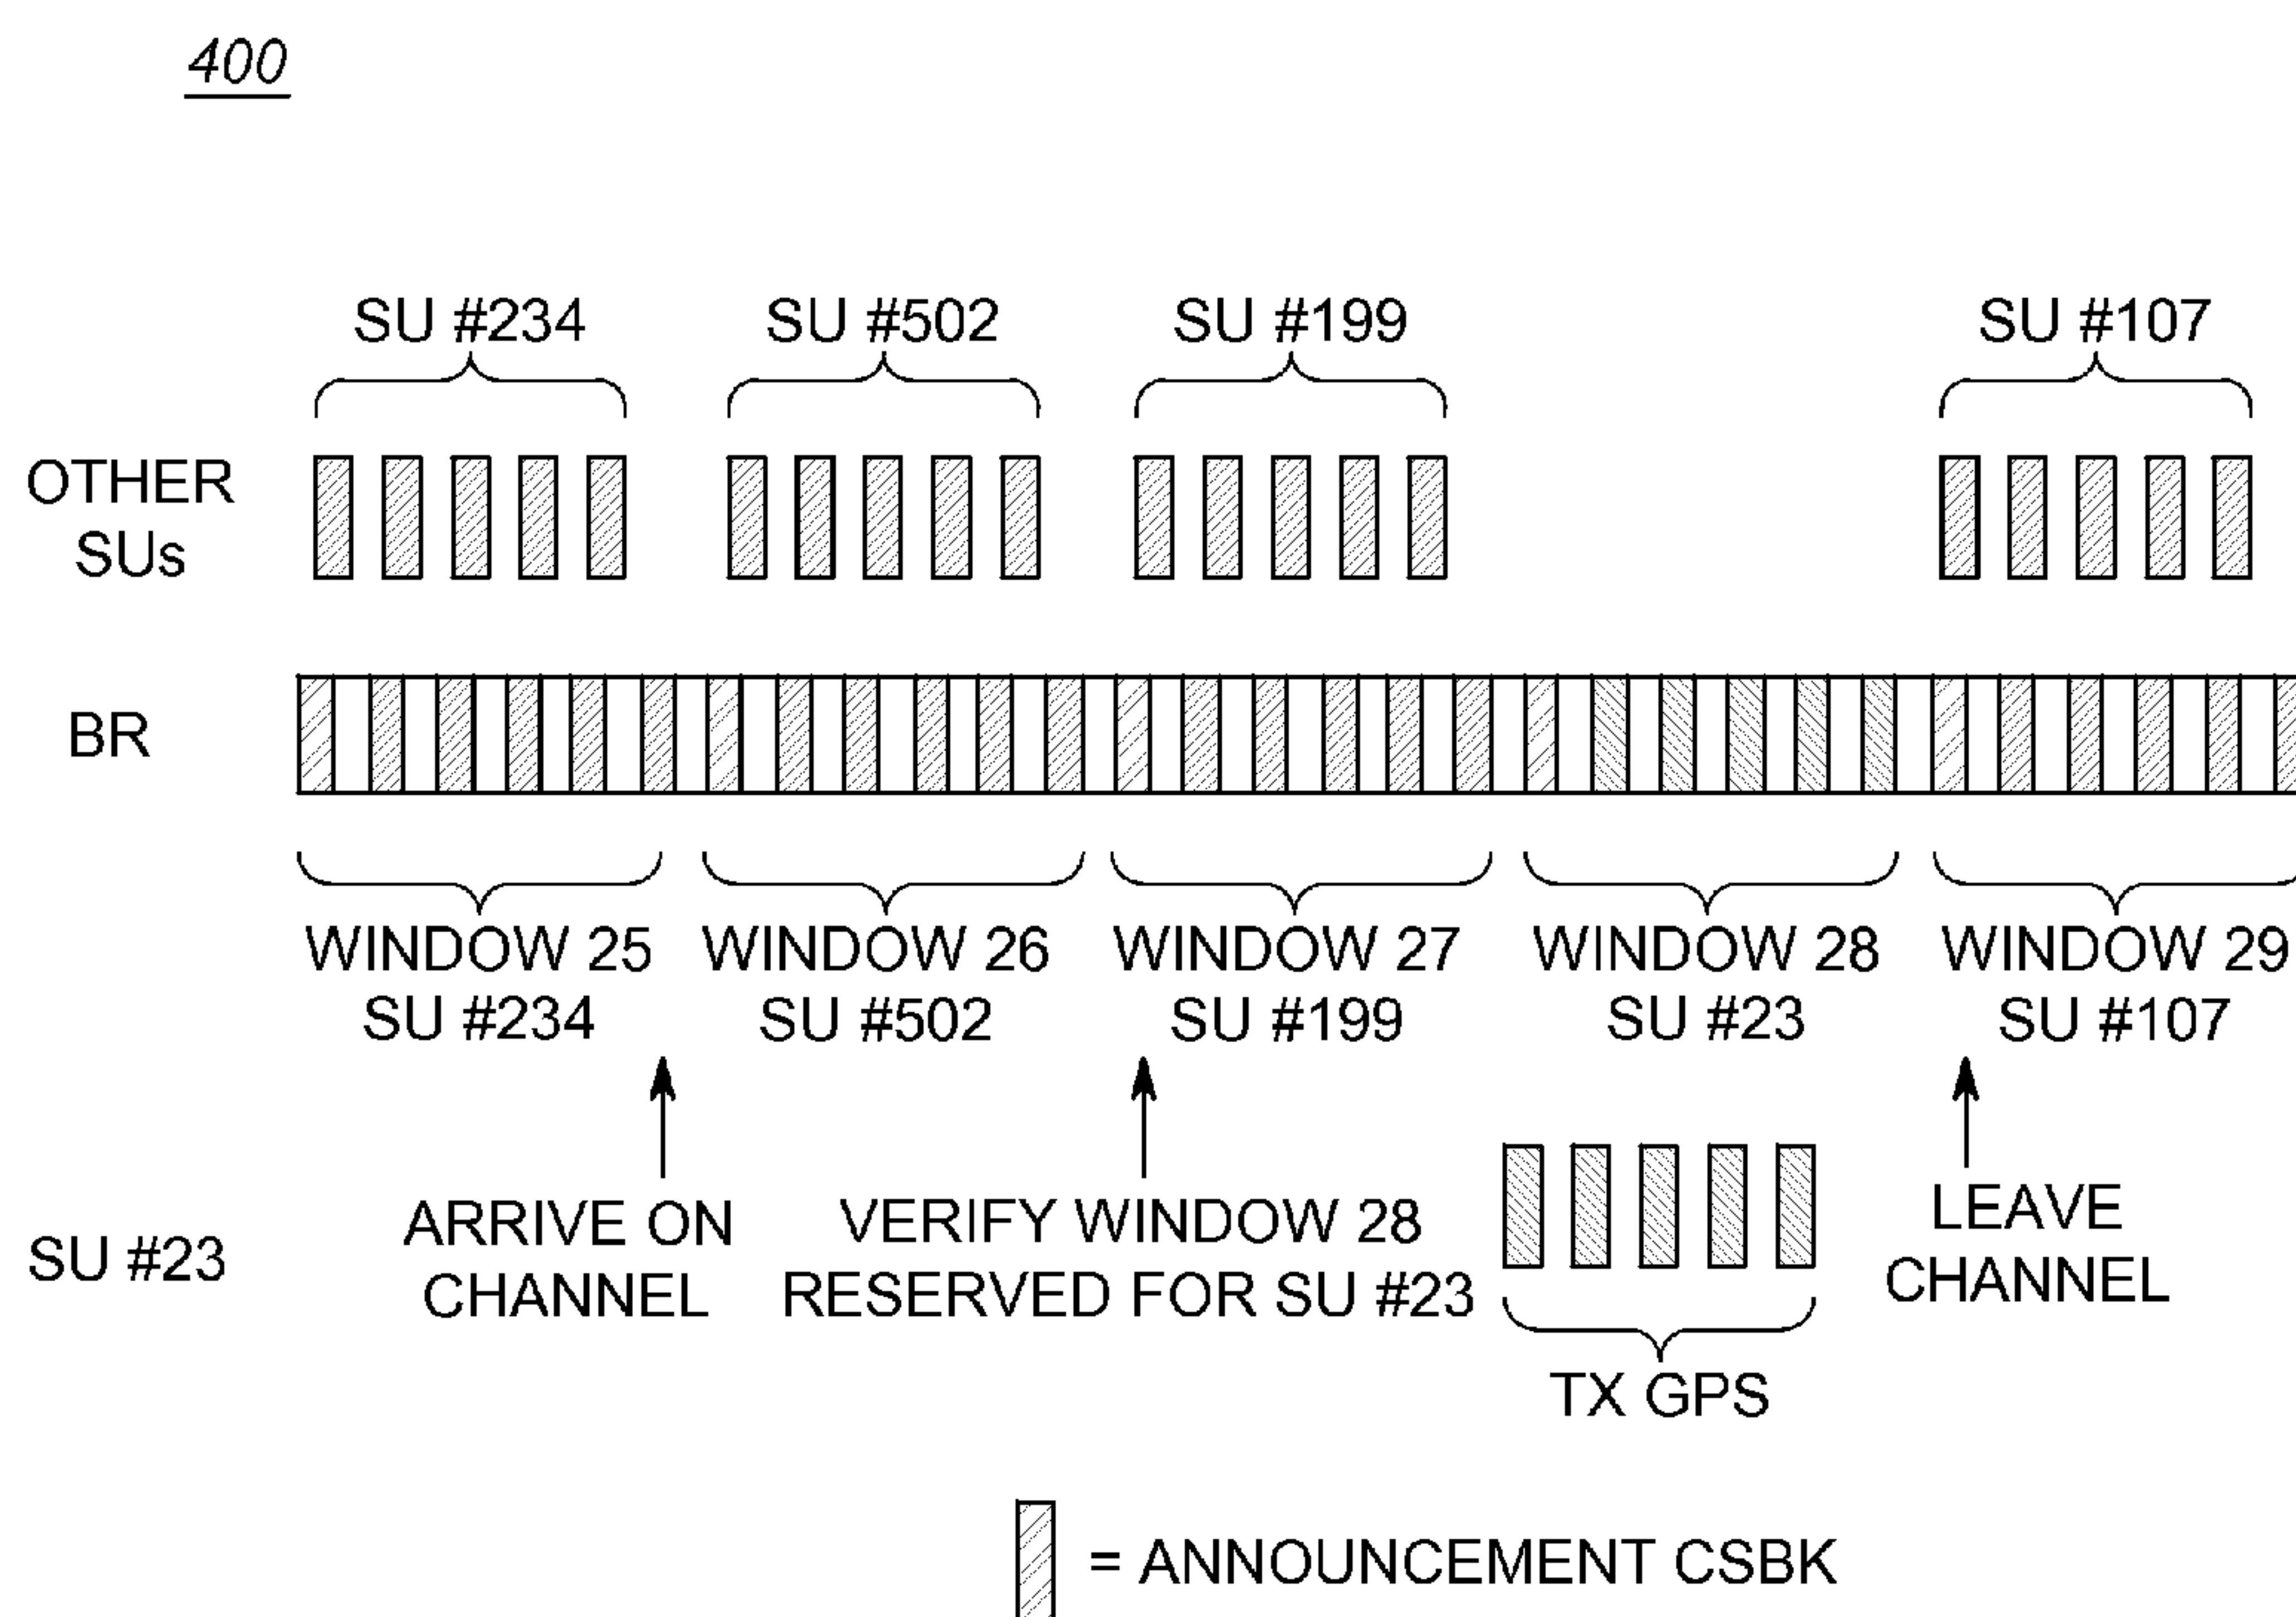 400
SU #234
SU #502
SU #199
SU #107
OTHER
SUs
BR
WINDOW 25
SU #234
WINDOW 26
SU #502
WINDOW 27
SU #199
WINDOW 28
SU #23
WINDOW 29
SU #107
SU #23
ARRIVE ON
CHANNEL
VERIFY WINDOW 28
RESERVED FOR SU #23
TX GPS
LEAVE
CHANNEL
= ANNOUNCEMENT CSBK